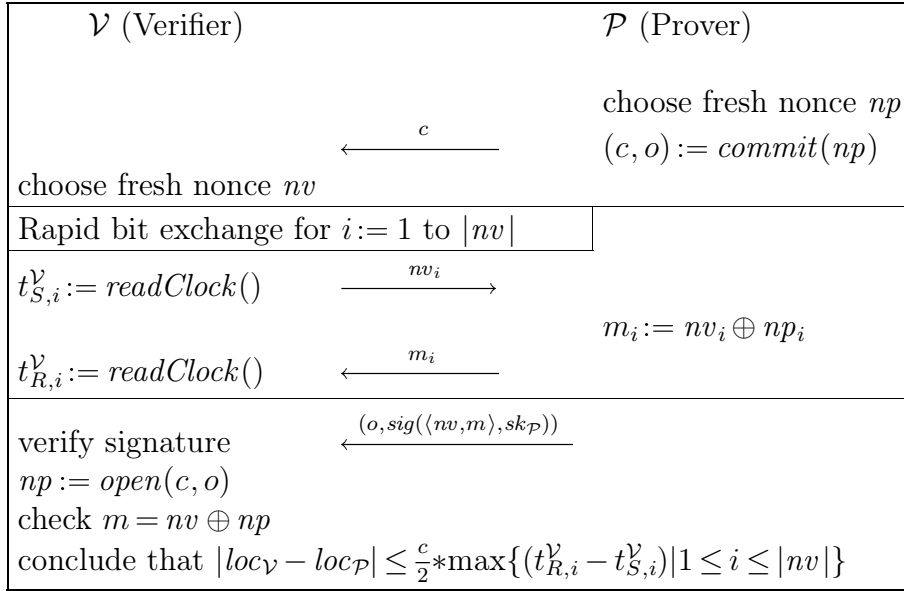 𝒱 (Verifier) 𝒫 (Prover)
choose fresh nonce np
c (c, o) := commit(np)
choose fresh nonce nv
Rapid bit exchange for i := 1 to |nv|
t^𝒱_{S,i} := readClock() nv_i
m_i := nv_i ⊕ np_i
t^𝒱_{R,i} := readClock() m_i
verify signature (o, sig(⟨nv,m⟩, sk_𝒫))
np := open(c, o)
check m = nv ⊕ np
conclude that |loc_𝒱 − loc_𝒫| ≤ c/2 * max{(t^𝒱_{R,i} − t^𝒱_{S,i})|1 ≤ i ≤ |nv|}